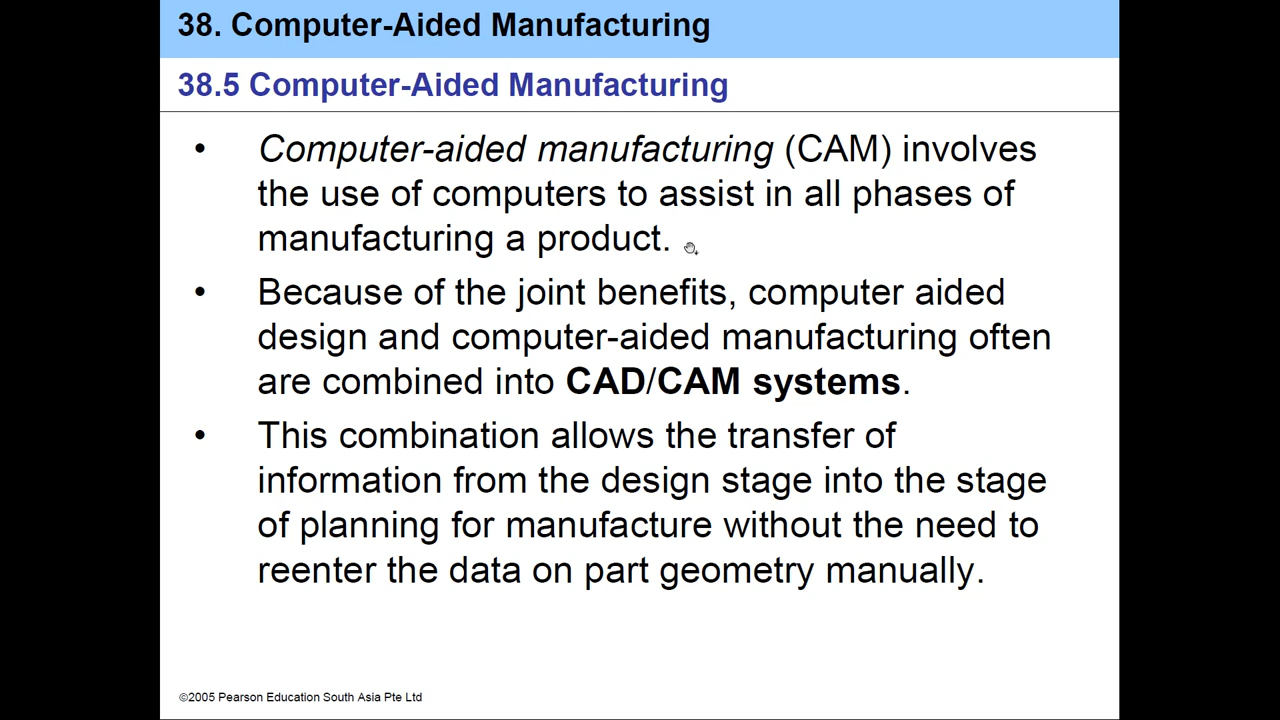 38. Computer-Aided Manufacturing
38.5 Computer-Aided Manufacturing
• Computer-aided manufacturing (CAM) involves
the use of computers to assist in all phases of
manufacturing a product.
• Because of the joint benefits, computer aided
design and computer-aided manufacturing often
are combined into CAD/CAM systems.
• This combination allows the transfer of
information from the design stage into the stage
of planning for manufacture without the need to
reenter the data on part geometry manually.
©2005 Pearson Education South Asia Pte Ltd